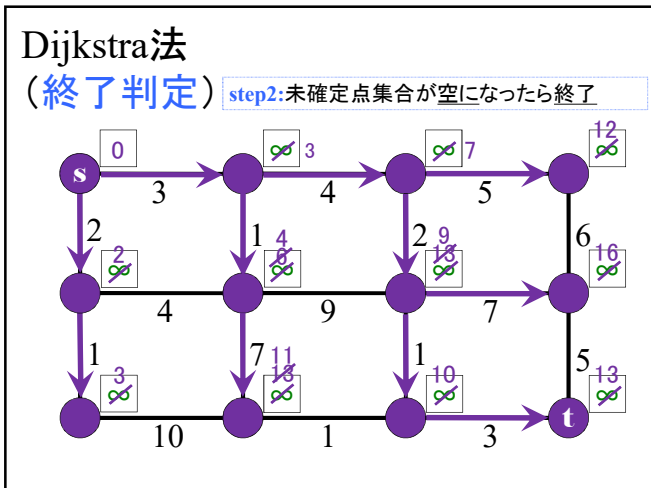 Dijkstra法
（終了判定） step2:未確定点集合が空になったら終了
0 ∞ 3 ∞ 7 12 ∞
s 3 4 5
2 1 2 6
2 ∞ 4 6 ∞ 9 13 ∞ 16 ∞
4 9 7
1 7 1 5
3 ∞ 11 13 ∞ 10 ∞ 13 ∞
t
10 1 3